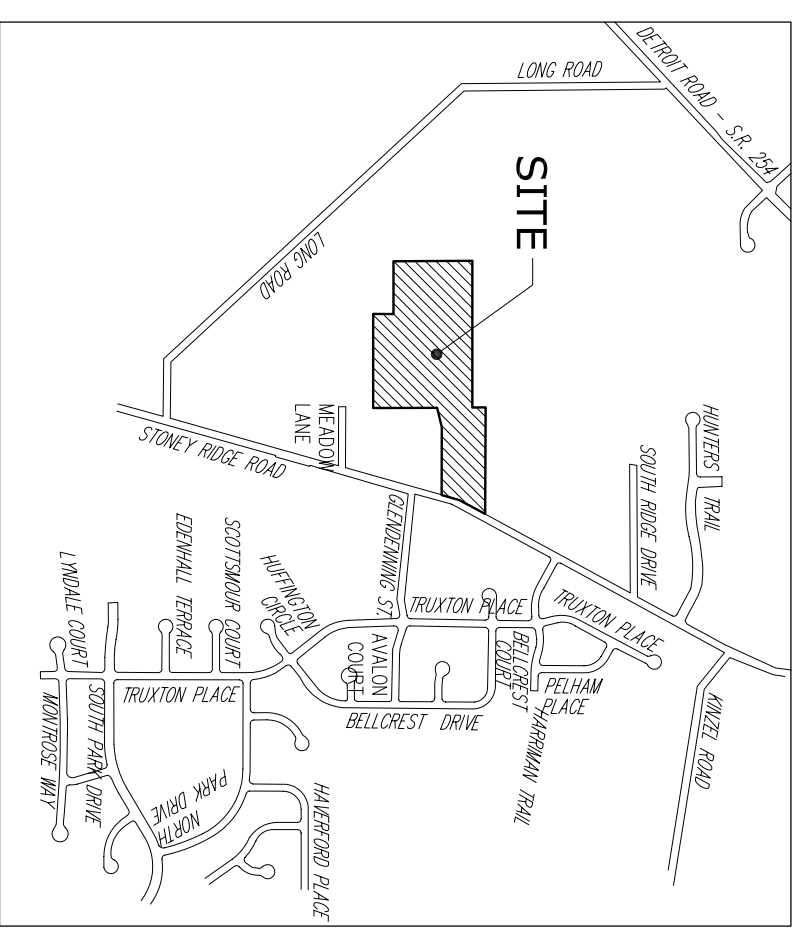 DETROIT ROAD - S.R. 254
LONG ROAD
SITE
LONG ROAD
HUNTERS TRAIL
SOUTH RIDGE DRIVE
MEADOW
LANE
STONEY RIDGE ROAD
GLENDENNING ST.
TRUXTON PLACE
TRUXTON PLACE
HUFFINGTON
CIRCLE
SCOTTSMOUR COURT
EDENHALL TERRACE
LYNDALE COURT
AVALON
COURT
BELLCREST
COURT
PELHAM
PLACE
HARRIMAN TRAIL
KINZEL ROAD
BELLCREST DRIVE
TRUXTON PLACE
SOUTH PARK DRIVE
MONTROSE WAY
NORTH
PARK DRIVE
HAVERFORD PLACE